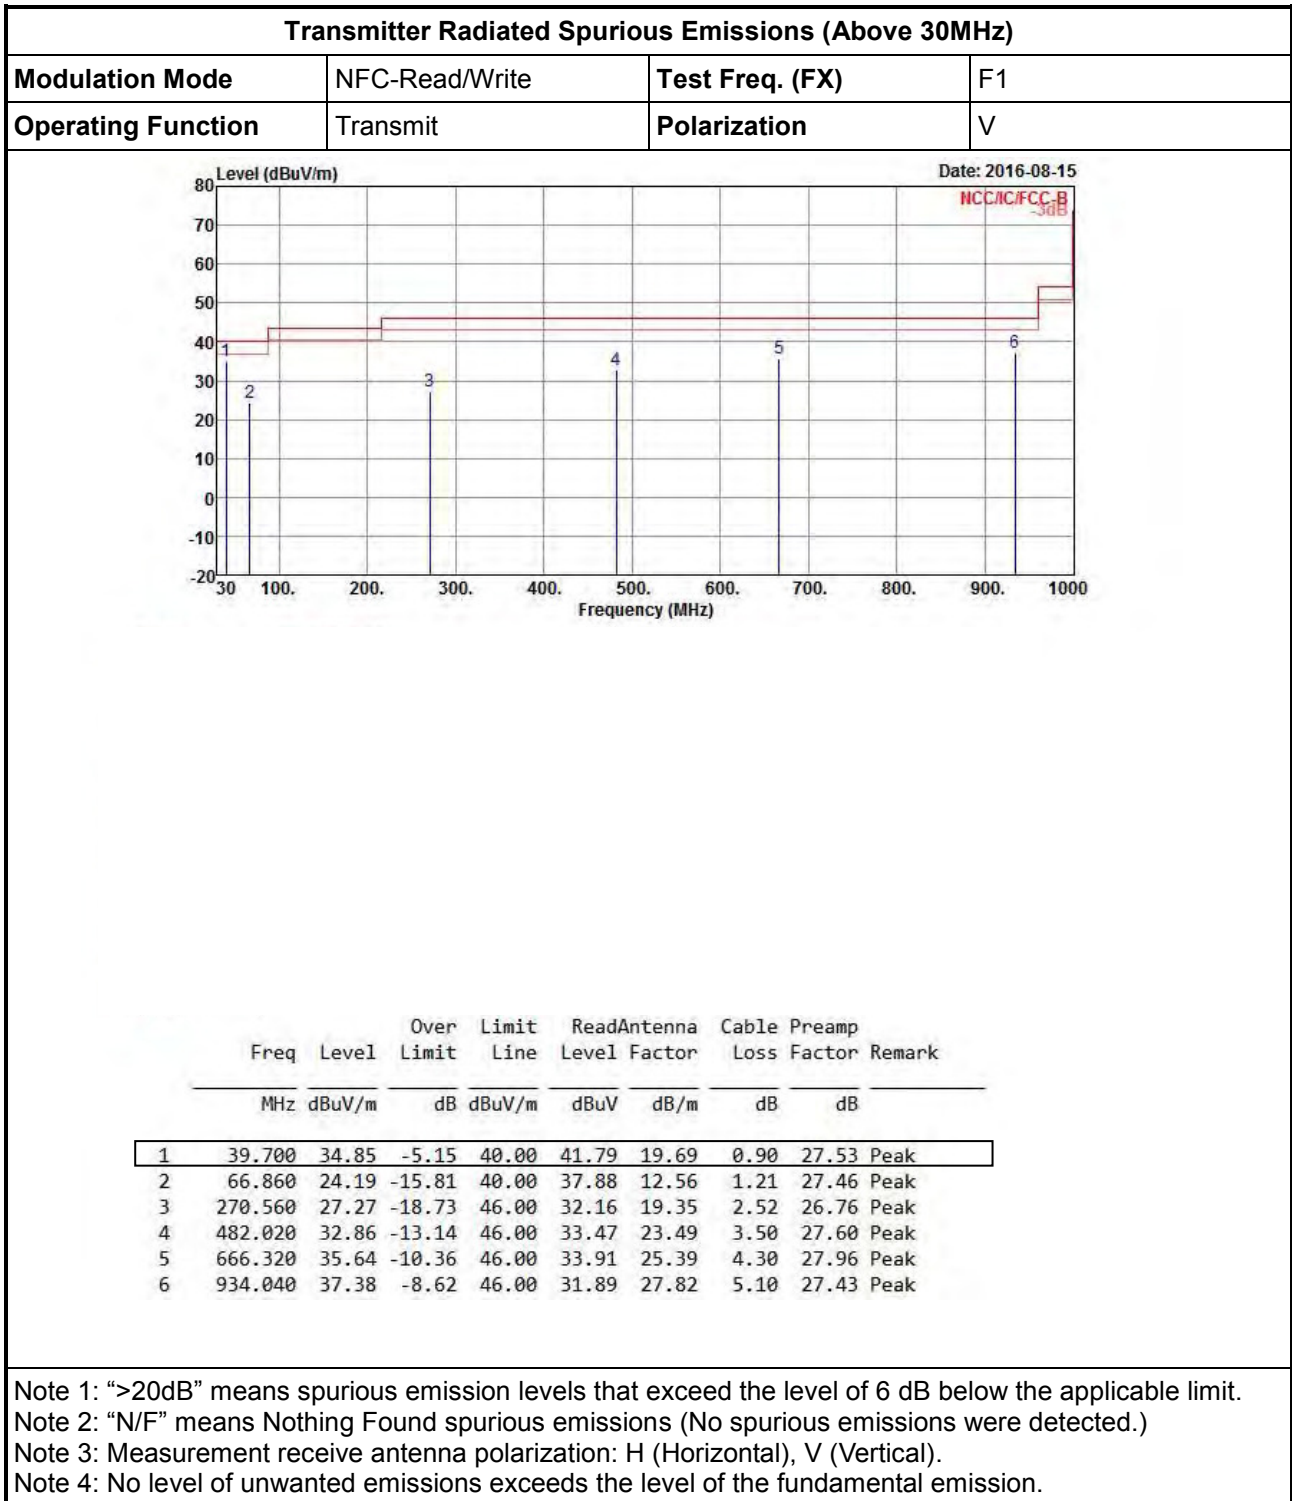 Transmitter Radiated Spurious Emissions (Above 30MHz)
Modulation Mode NFC-Read/Write Test Freq. (FX) F1
Operating Function Transmit Polarization V
Level (dBuV/m) Date: 2016-08-15
80
NCC/IC/FCC-B
-3dB
70
60
50
40
30
20
10
0
-10
-20
1
2
3
4
5
6
30 100. 200. 300. 400. 500. 600. 700. 800. 900. 1000
Frequency (MHz)
Over Limit ReadAntenna Cable Preamp
Freq Level Limit Line Level Factor Loss Factor Remark
MHz dBuV/m dB dBuV/m dBuV dB/m dB dB
1 39.700 34.85 -5.15 40.00 41.79 19.69 0.90 27.53 Peak
2 66.860 24.19 -15.81 40.00 37.88 12.56 1.21 27.46 Peak
3 270.560 27.27 -18.73 46.00 32.16 19.35 2.52 26.76 Peak
4 482.020 32.86 -13.14 46.00 33.47 23.49 3.50 27.60 Peak
5 666.320 35.64 -10.36 46.00 33.91 25.39 4.30 27.96 Peak
6 934.040 37.38 -8.62 46.00 31.89 27.82 5.10 27.43 Peak
Note 1: “>20dB” means spurious emission levels that exceed the level of 6 dB below the applicable limit.
Note 2: “N/F” means Nothing Found spurious emissions (No spurious emissions were detected.)
Note 3: Measurement receive antenna polarization: H (Horizontal), V (Vertical).
Note 4: No level of unwanted emissions exceeds the level of the fundamental emission.